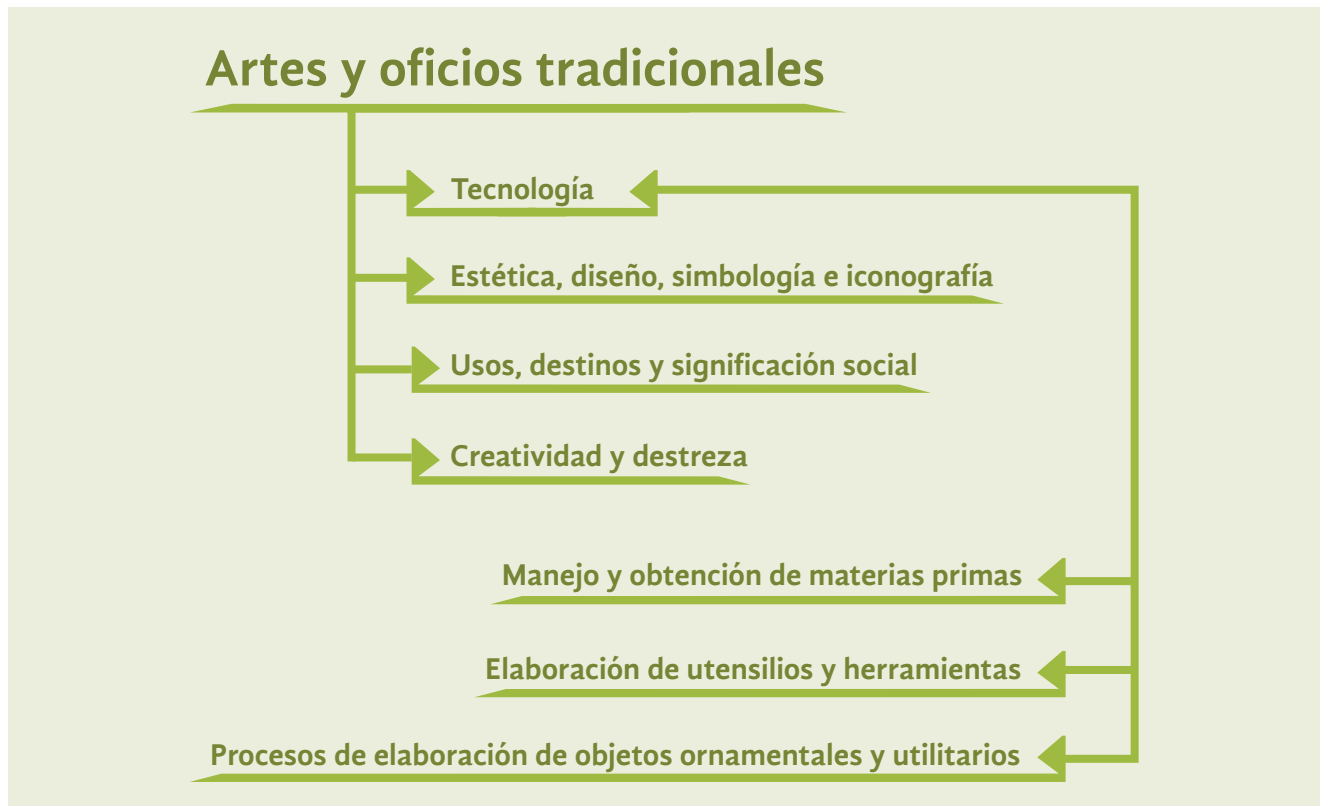 Artes y oficios tradicionales
Tecnología
Estética, diseño, simbología e iconografía
Usos, destinos y significación social
Creatividad y destreza
Manejo y obtención de materias primas
Elaboración de utensilios y herramientas
Procesos de elaboración de objetos ornamentales y utilitarios